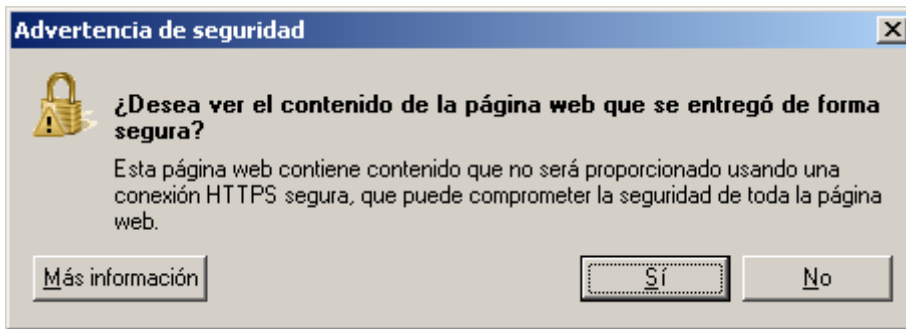 Advertencia de seguridad
¿Desea ver el contenido de la página web que se entregó de forma
segura?
Esta página web contiene contenido que no será proporcionado usando una
conexión HTTPS segura, que puede comprometer la seguridad de toda la página
web.
Más información
Sí
No